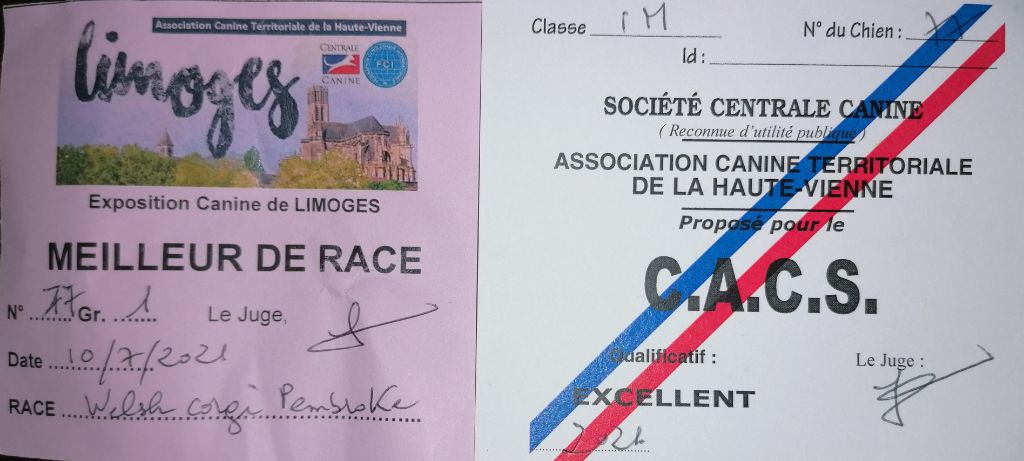 Association Canine Territoriale de la Haute-Vienne
limoges
CENTRALE
CANINE
FCI
Exposition Canine de LIMOGES
MEILLEUR DE RACE
N° 77 Gr. 1 Le Juge,
Date 10/7/2021
RACE Welsh corgi Pembroke
Classe IM N° du Chien : 77
Id :
SOCIÉTÉ CENTRALE CANINE
( Reconnue d'utilité publique )
ASSOCIATION CANINE TERRITORIALE
DE LA HAUTE-VIENNE
Proposé pour le
C.A.C.S.
Qualificatif : Le Juge :
EXCELLENT
2021